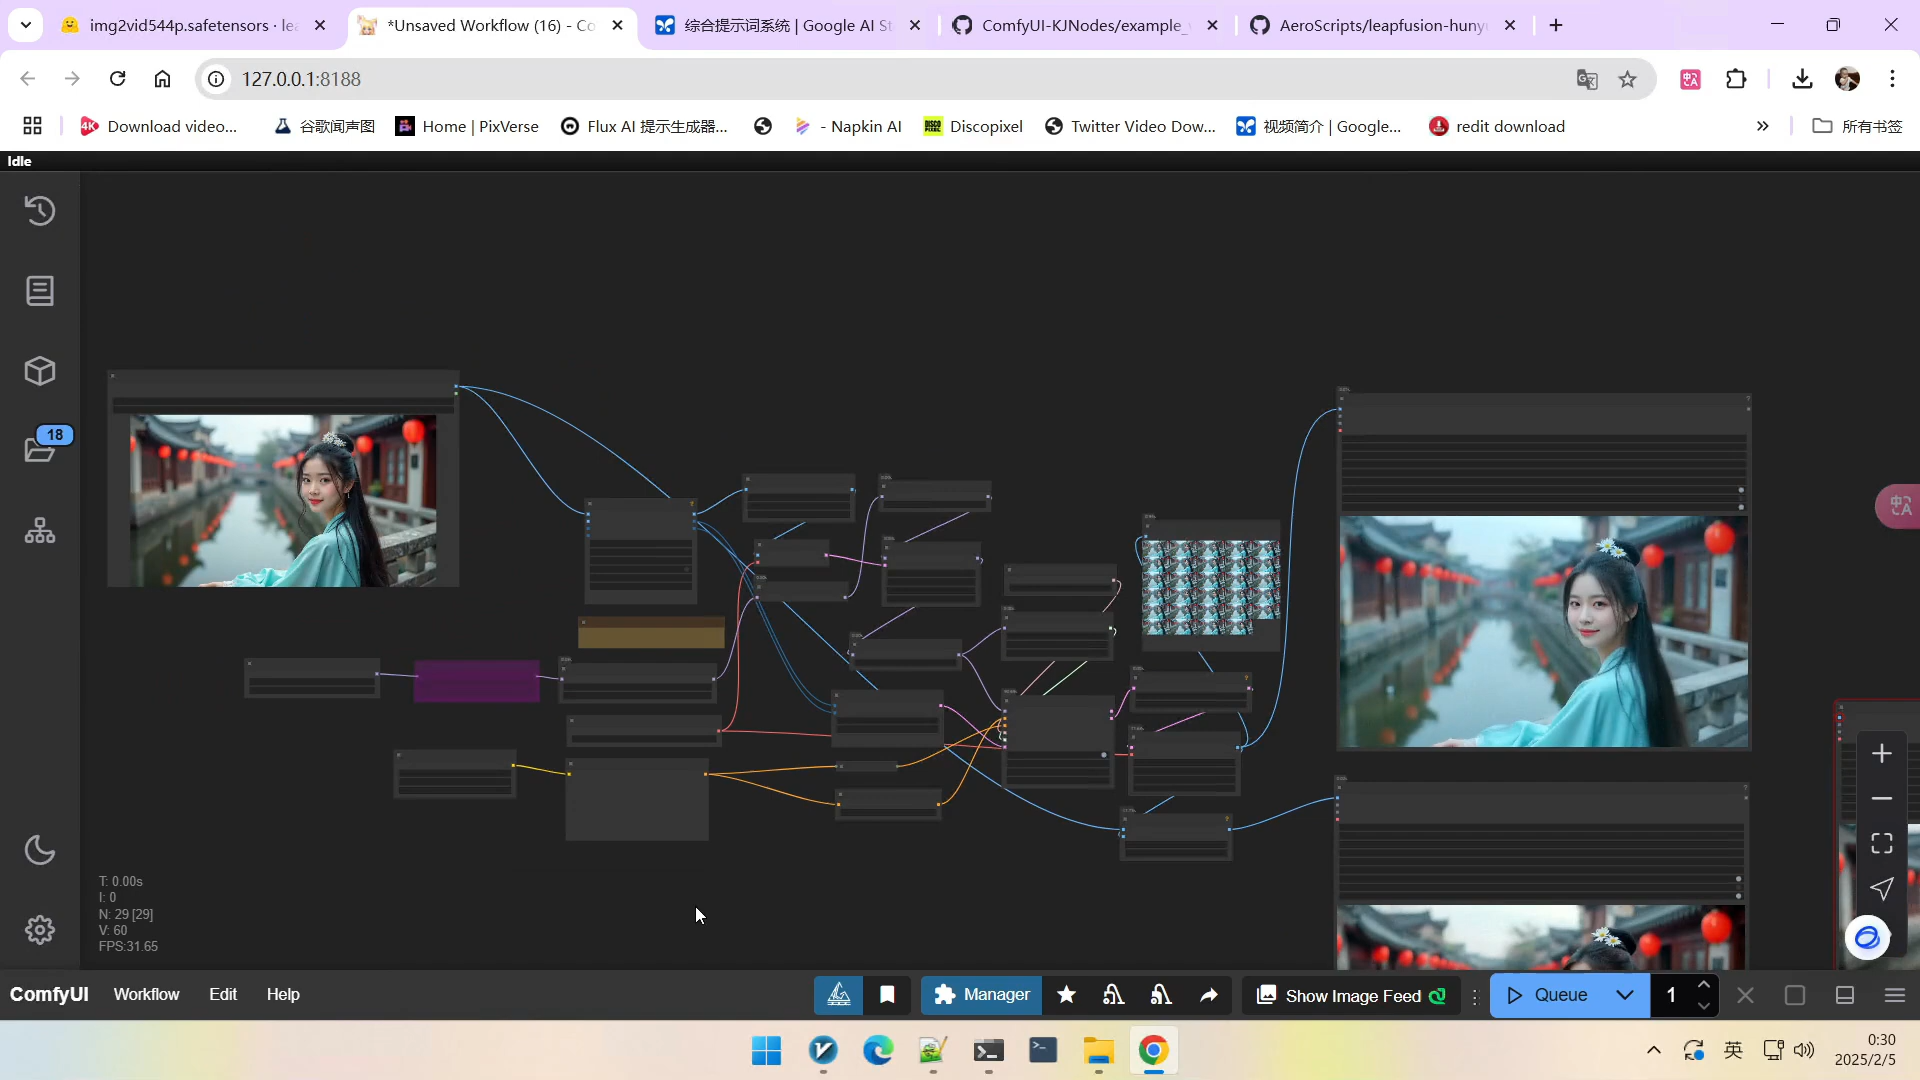 img2vid544p.safetensors · lea
*Unsaved Workflow (16) - Co
综合提示词系统 | Google AI St
ComfyUI-KJNodes/example_
AeroScripts/leapfusion-huny
127.0.0.1:8188
Download video...
谷歌闻声图
Home | PixVerse
Flux AI 提示生成器...
- Napkin AI
Discopixel
Twitter Video Dow...
视频简介 | Google...
redit download
所有书签
Idle
18
T: 0.00s
I: 0
N: 29 [29]
V: 60
FPS:31.65
ComfyUI
Workflow
Edit
Help
Manager
Show Image Feed
Queue
1
英
0:30
2025/2/5